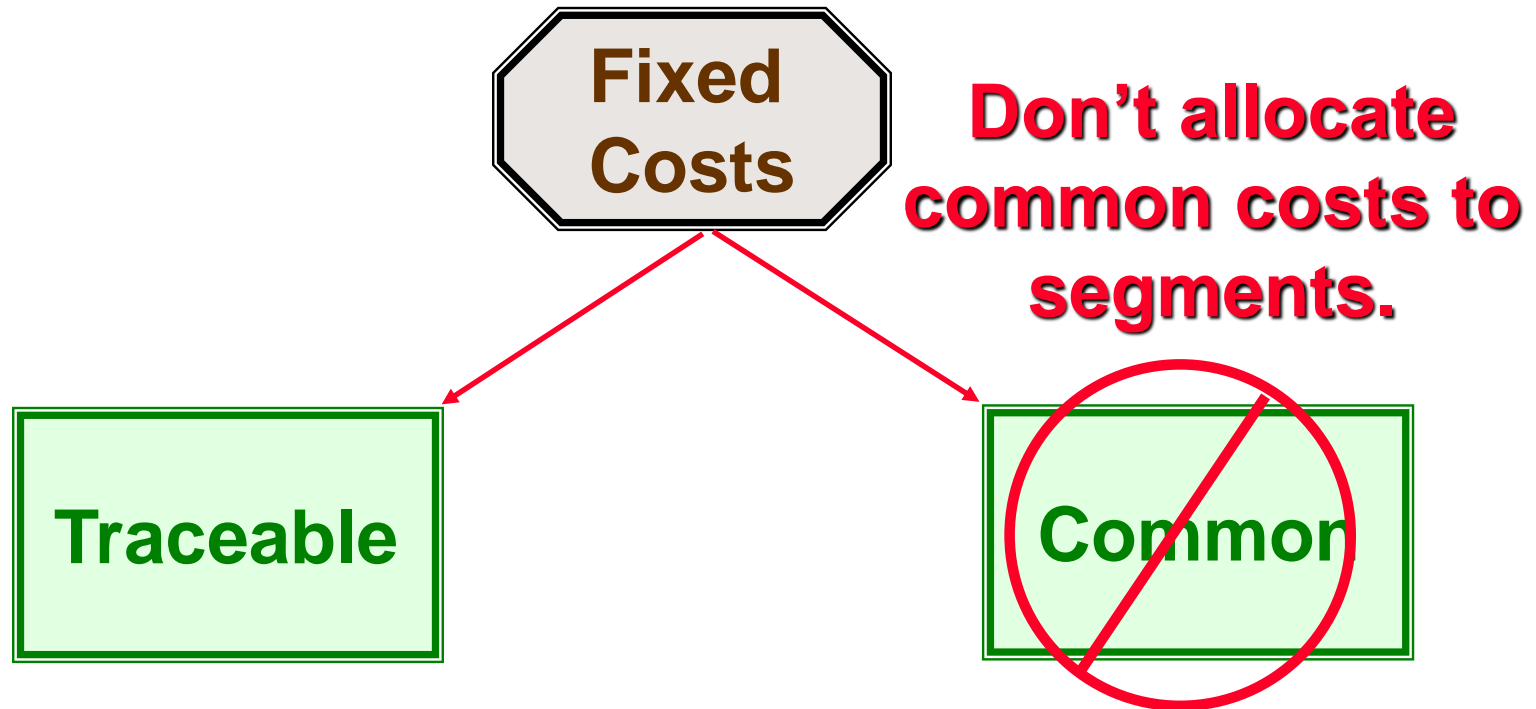 Fixed
Costs
Don’t allocate
common costs to
segments.
Traceable
Common